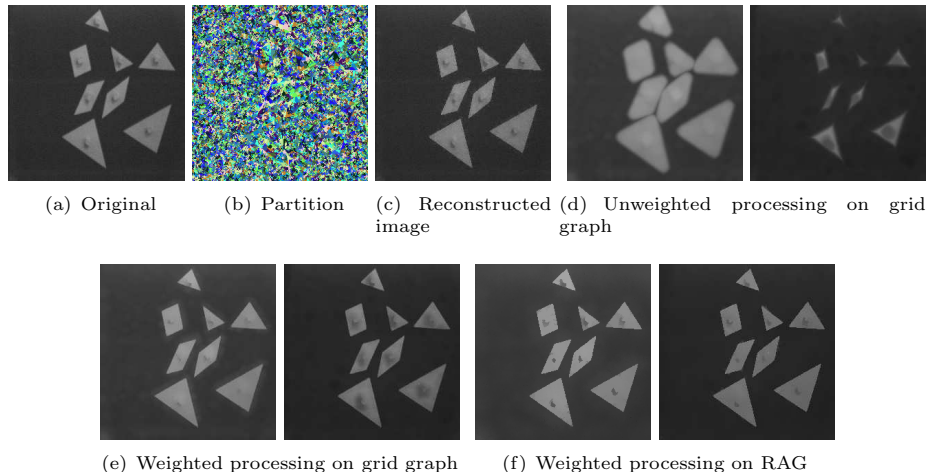 (a) Original
(b) Partition
(c) Reconstructed image
(d) Unweighted processing on grid graph
(e) Weighted processing on grid graph
(f) Weighted processing on RAG